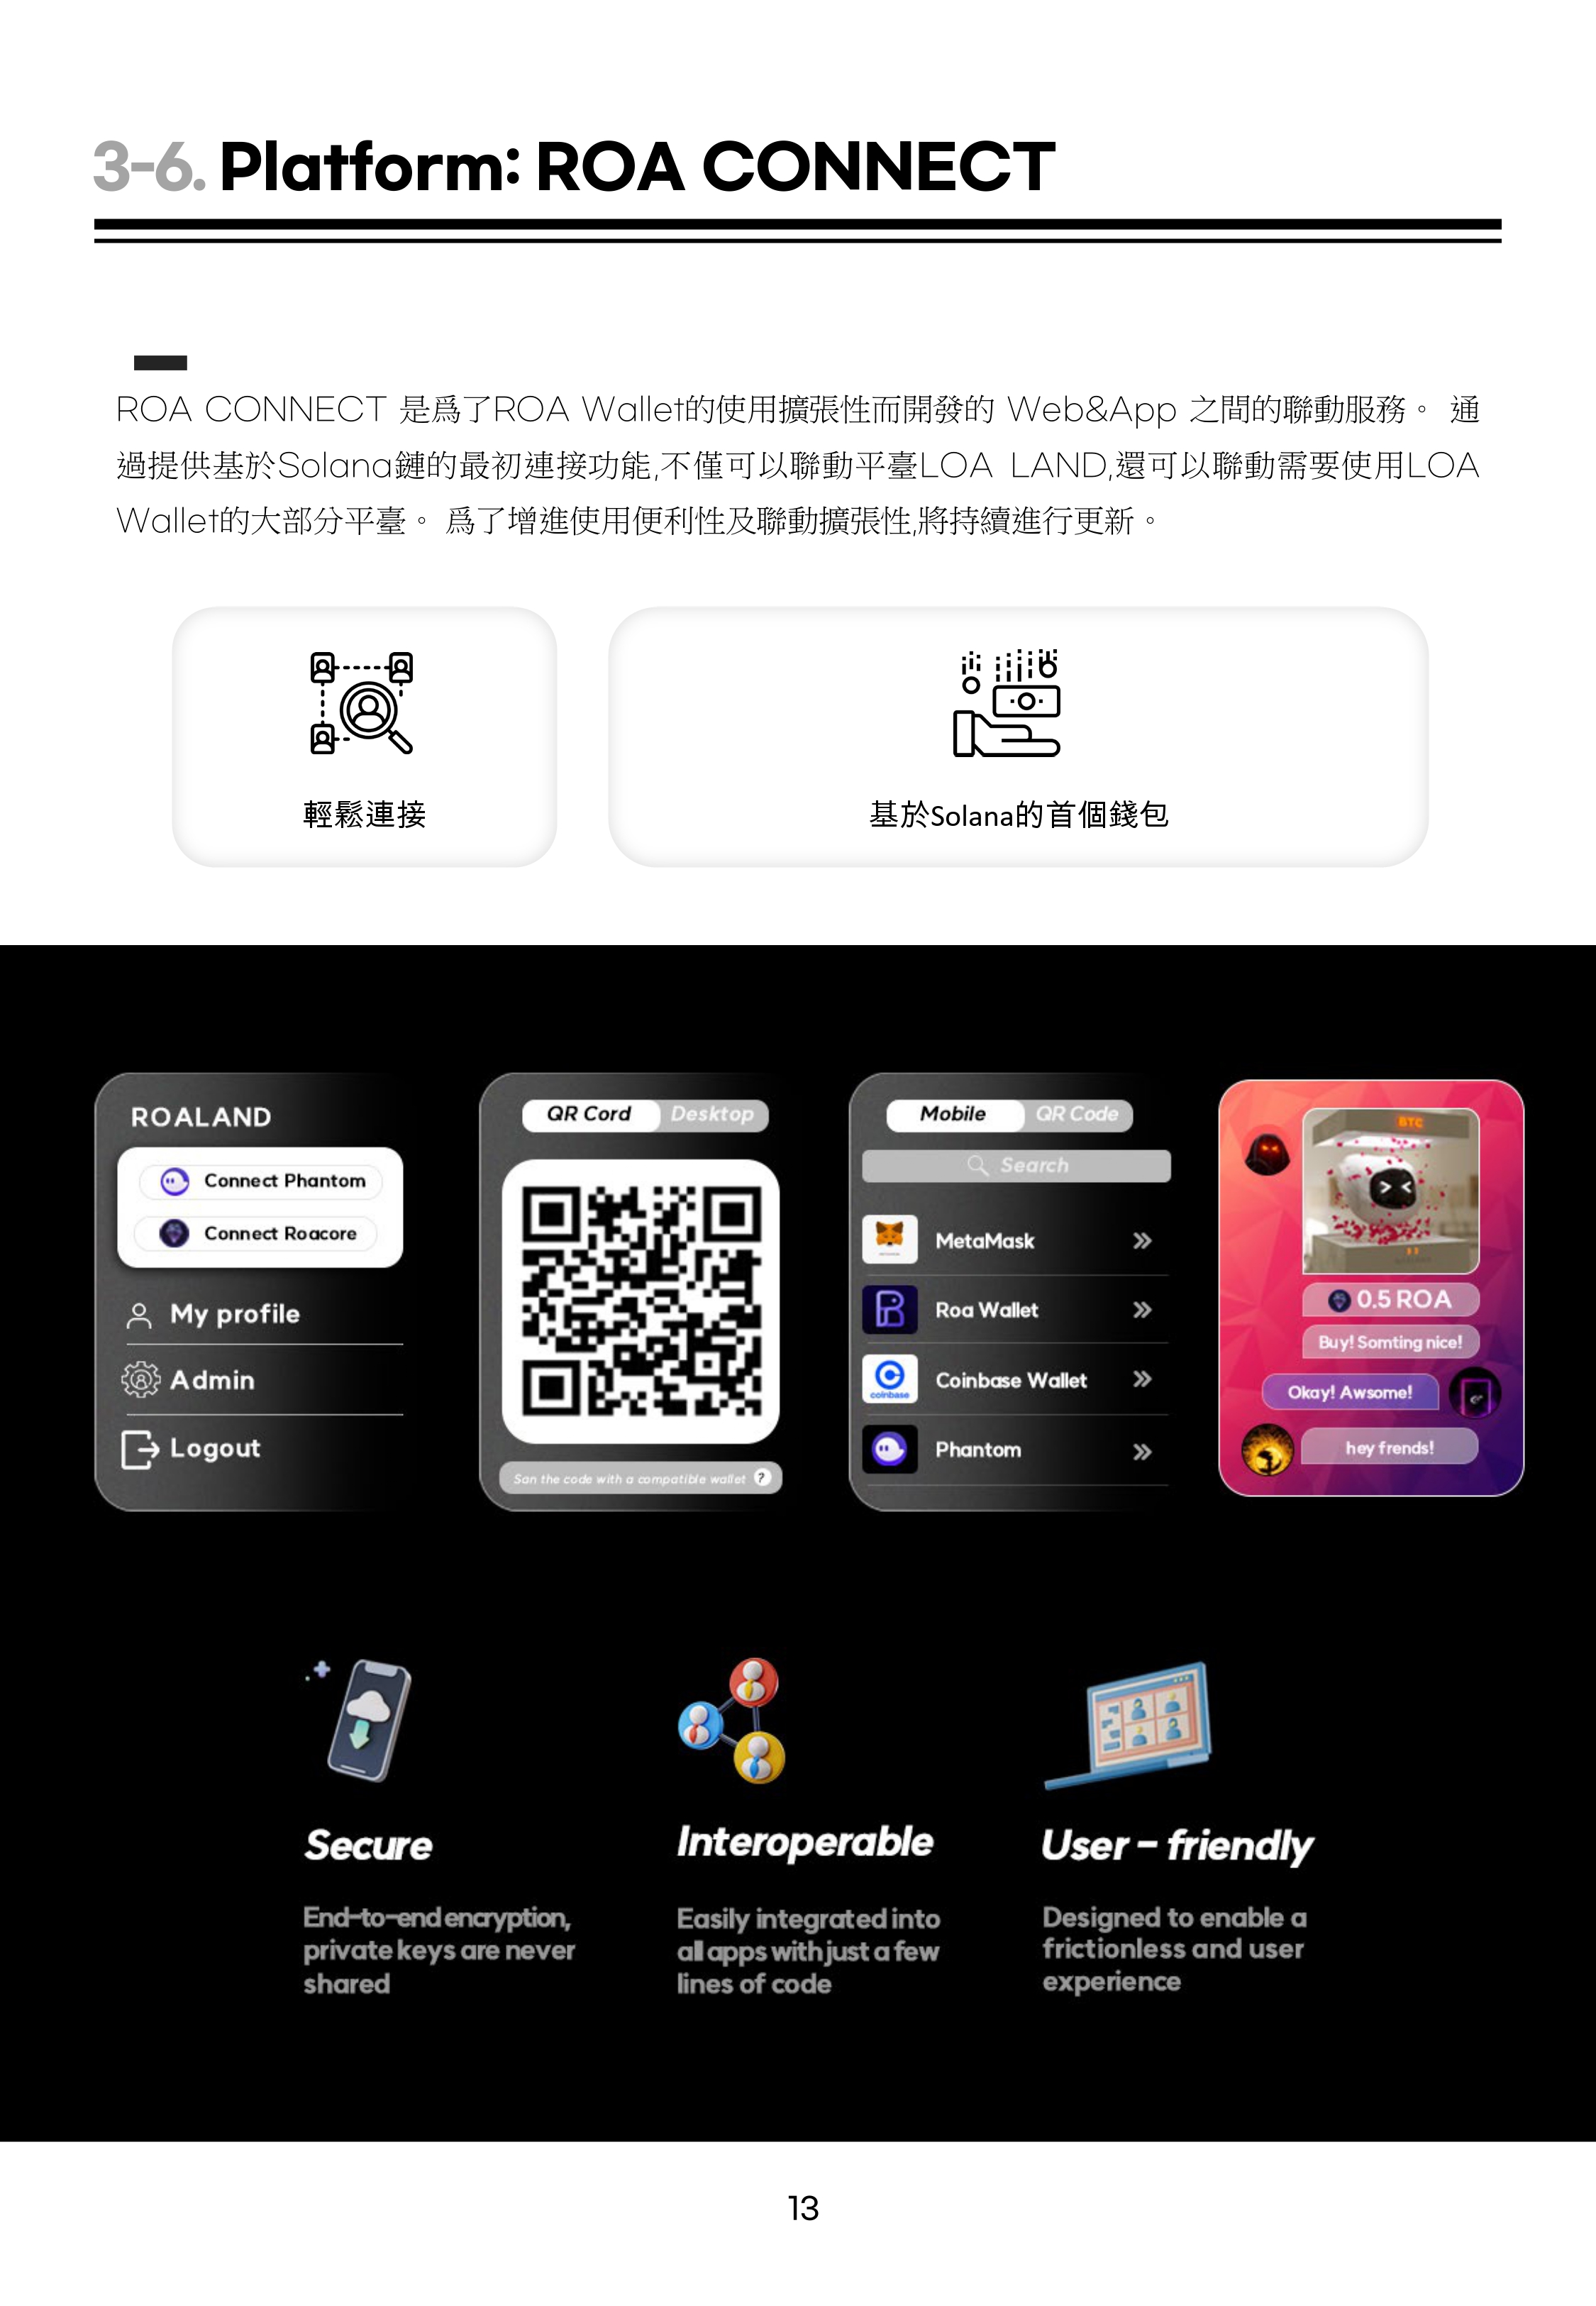 3-6. Platform: ROA CONNECT
ROA CONNECT 是爲了ROA Wallet的使用擴張性而開發的 Web&App 之間的聯動服務。 通
過提供基於Solana鏈的最初連接功能,不僅可以聯動平臺LOA LAND,還可以聯動需要使用LOA
Wallet的大部分平臺。 爲了增進使用便利性及聯動擴張性,將持續進行更新。
輕鬆連接
基於Solana的首個錢包
ROALAND
Connect Phantom
Connect Roacore
My profile
Admin
Logout
QR Cord
Desktop
San the code with a compatible wallet ?
Mobile
QR Code
Search
MetaMask
Roa Wallet
coinbase
Coinbase Wallet
Phantom
BTC
0.5 ROA
Buy! Somting nice!
Okay! Awsome!
hey frends!
Secure
End-to-end encryption,
private keys are never
shared
Interoperable
Easily integrated into
all apps with just a few
lines of code
User - friendly
Designed to enable a
frictionless and user
experience
13